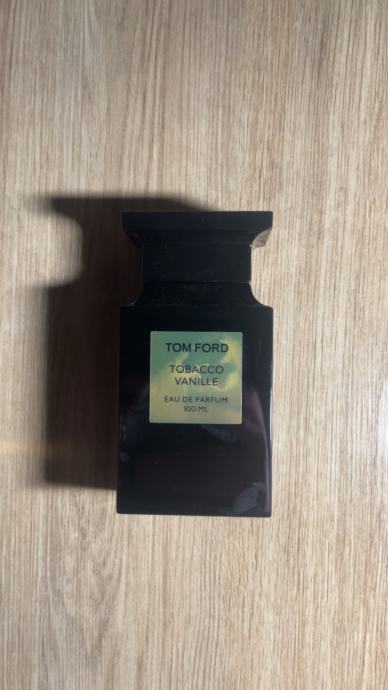 TOM FORD
TOBACCO
VANILLE
EAU DE PARFUM
100 ML